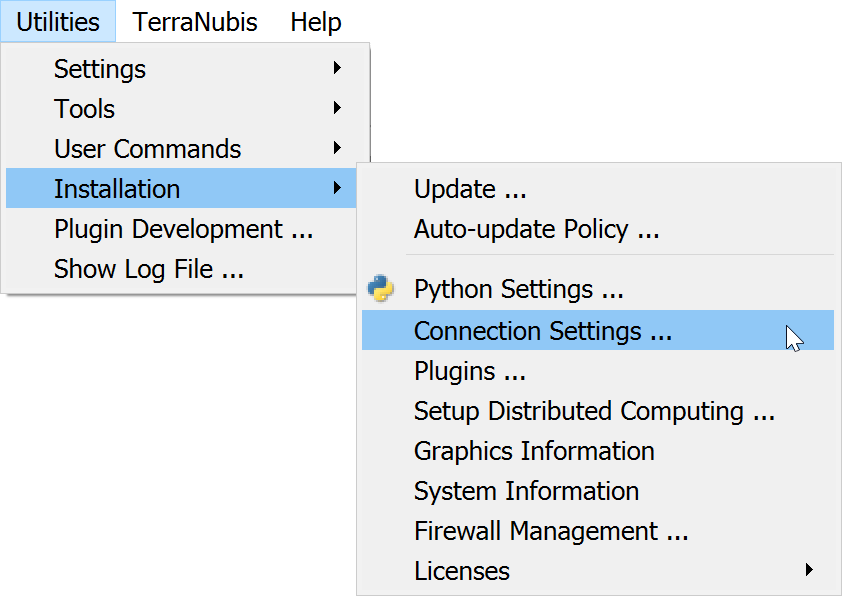 Utilities TerraNubis Help
Settings
Tools
User Commands
Installation
Plugin Development ...
Show Log File ...
Update ...
Auto-update Policy ...
Python Settings ...
Connection Settings ...
Plugins ...
Setup Distributed Computing ...
Graphics Information
System Information
Firewall Management ...
Licenses